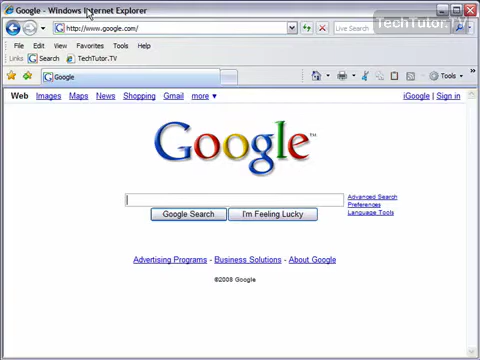 Google - Windows Internet Explorer
TechTutor.TV
http://www.google.com/
Live Search
File Edit View Favorites Tools Help
Links Search TechTutor.TV
Google
Tools
Web Images Maps News Shopping Gmail more ▼
iGoogle | Sign in
Google™
Advanced Search
Preferences
Language Tools
Google Search I'm Feeling Lucky
Advertising Programs - Business Solutions - About Google
©2008 Google